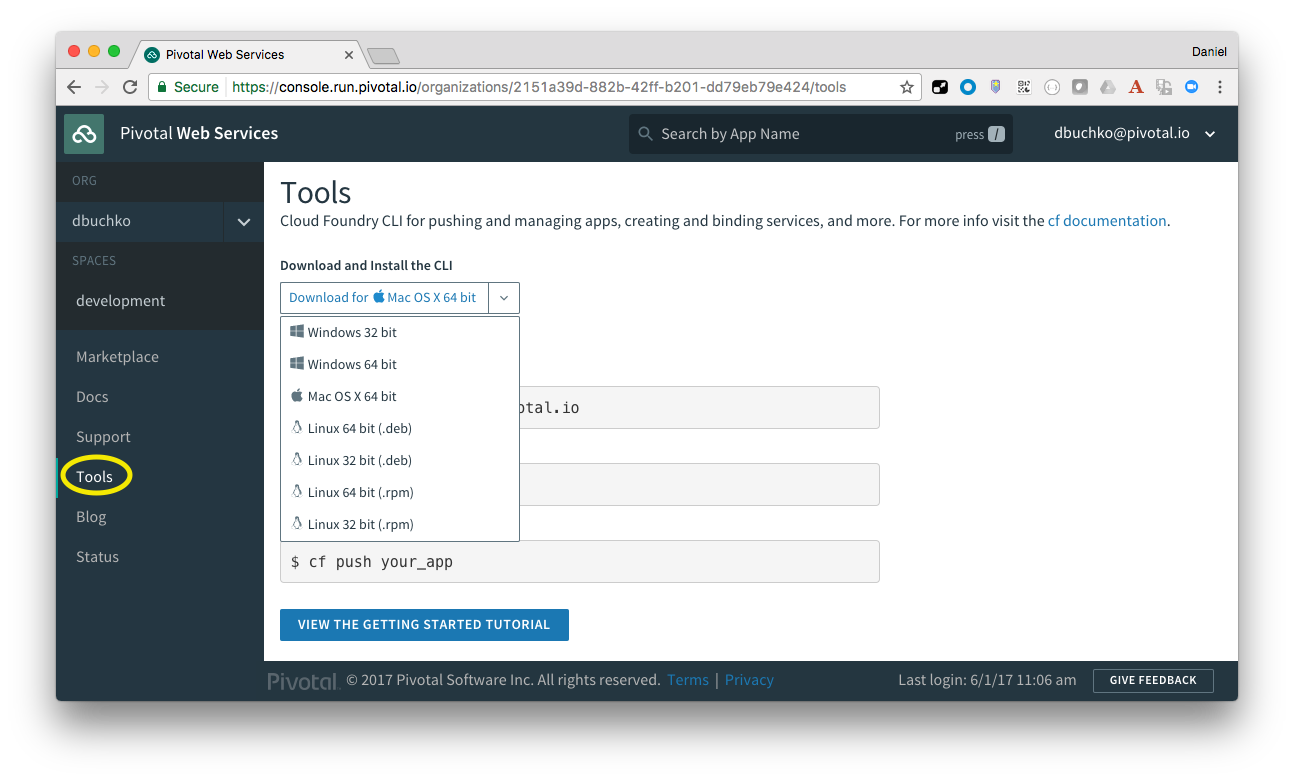 Pivotal Web Services
Daniel
Secure https://console.run.pivotal.io/organizations/2151a39d-882b-42ff-b201-dd79eb79e424/tools
Pivotal Web Services
Search by App Name
press /
dbuchko@pivotal.io
ORG
dbuchko
SPACES
development
Marketplace
Docs
Support
Tools
Blog
Status
Tools
Cloud Foundry CLI for pushing and managing apps, creating and binding services, and more. For more info visit the cf documentation.
Download and Install the CLI
Download for Mac OS X 64 bit
Windows 32 bit
Windows 64 bit
Mac OS X 64 bit
Linux 64 bit (.deb)
Linux 32 bit (.deb)
Linux 64 bit (.rpm)
Linux 32 bit (.rpm)
otal.io
$ cf push your_app
VIEW THE GETTING STARTED TUTORIAL
Pivotal. © 2017 Pivotal Software Inc. All rights reserved. Terms | Privacy
Last login: 6/1/17 11:06 am
GIVE FEEDBACK